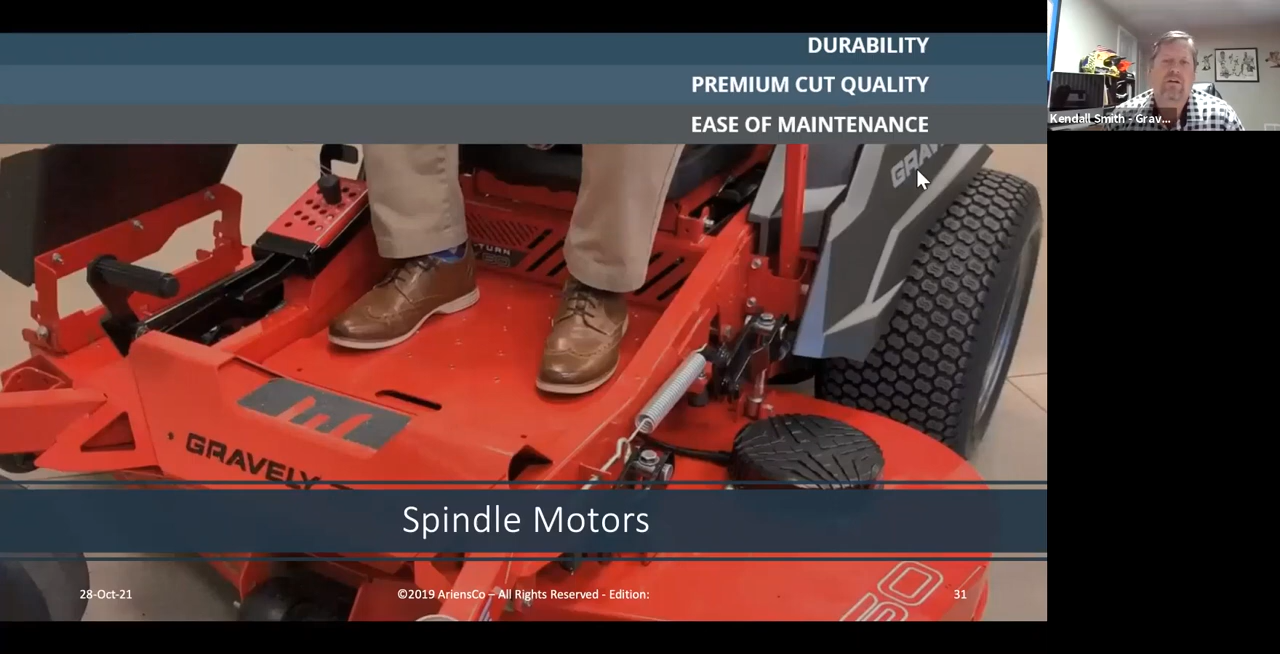 DURABILITY
PREMIUM CUT QUALITY
EASE OF MAINTENANCE
Kendall Smith - Grav...
TURN
GRAVELY
Spindle Motors
28-Oct-21
©2019 AriensCo – All Rights Reserved - Edition:
31